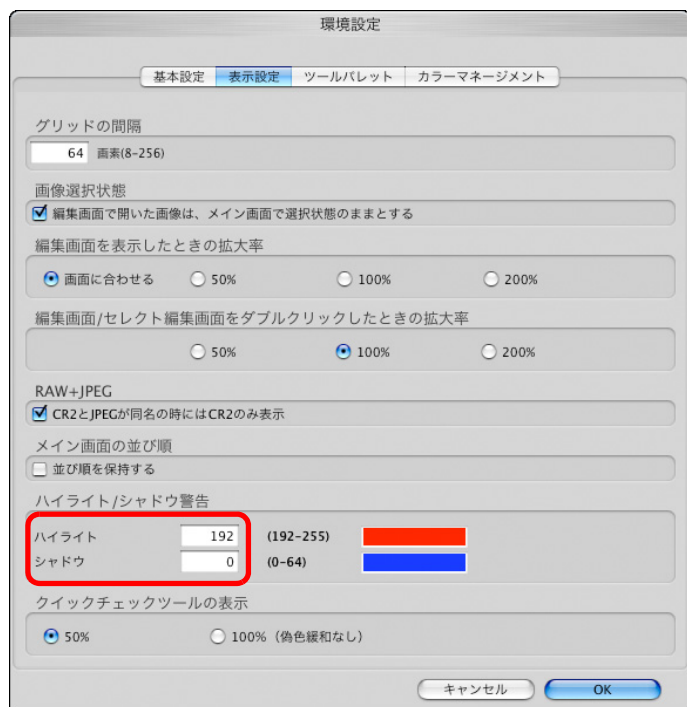 環境設定
基本設定 表示設定 ツールパレット カラーマネージメント
グリッドの間隔
64 画素(8-256)
画像選択状態
編集画面で開いた画像は、メイン画面で選択状態のままとする
編集画面を表示したときの拡大率
画面に合わせる 50% 100% 200%
編集画面/セレクト編集画面をダブルクリックしたときの拡大率
50% 100% 200%
RAW+JPEG
CR2とJPEGが同名の時にはCR2のみ表示
メイン画面の並び順
並び順を保持する
ハイライト/シャドウ警告
ハイライト 192 (192-255)
シャドウ 0 (0-64)
クイックチェックツールの表示
50% 100% (偽色緩和なし)
キャンセル OK